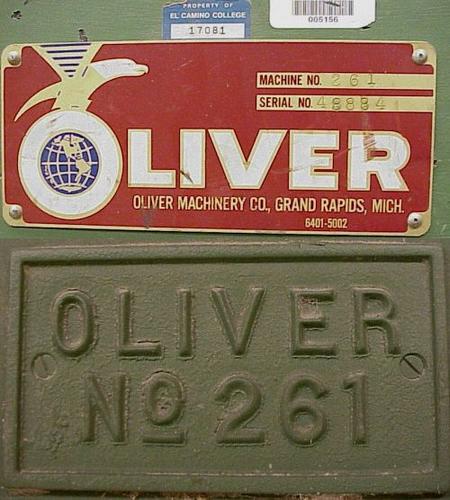 PROPERTY OF
EL CAMINO COLLEGE
17081
005156
MACHINE NO. 261
SERIAL NO. 48884
OLIVER
OLIVER MACHINERY CO., GRAND RAPIDS, MICH.
6401-5002
OLIVER
No 261